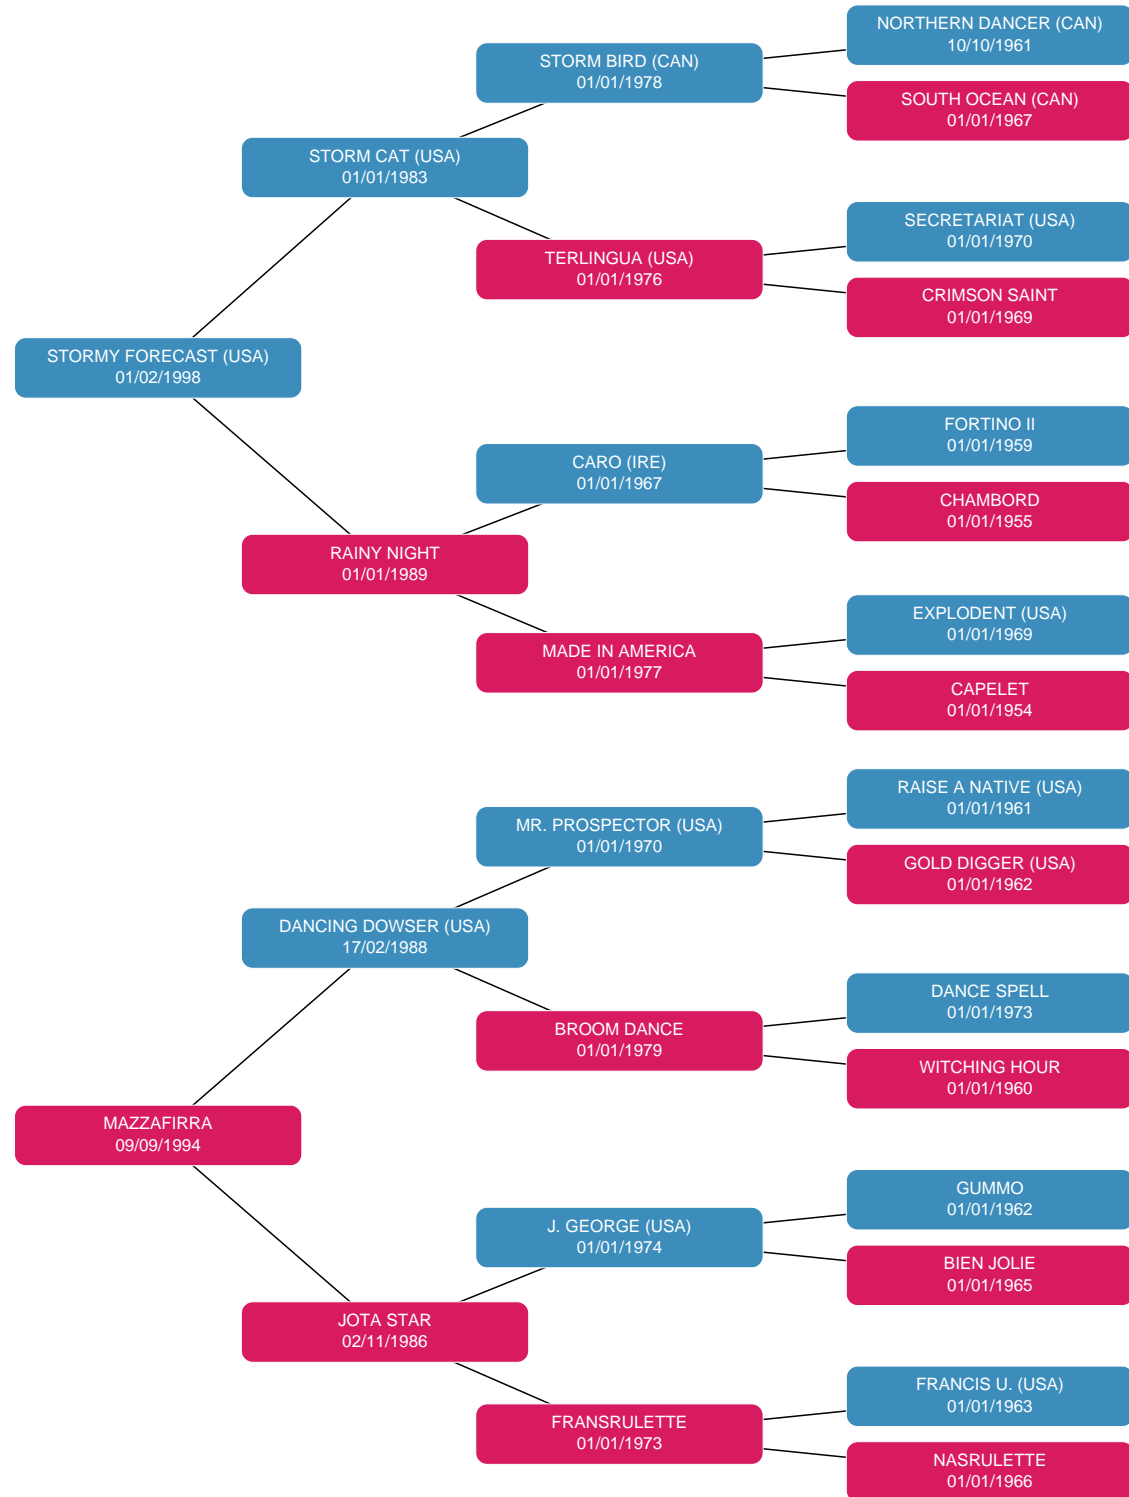 NORTHERN DANCER (CAN)
10/10/1961
STORM BIRD (CAN)
01/01/1978
SOUTH OCEAN (CAN)
01/01/1967
STORM CAT (USA)
01/01/1983
SECRETARIAT (USA)
01/01/1970
TERLINGUA (USA)
01/01/1976
CRIMSON SAINT
01/01/1969
STORMY FORECAST (USA)
01/02/1998
FORTINO II
01/01/1959
CARO (IRE)
01/01/1967
CHAMBORD
01/01/1955
RAINY NIGHT
01/01/1989
EXPLODENT (USA)
01/01/1969
MADE IN AMERICA
01/01/1977
CAPELET
01/01/1954
RAISE A NATIVE (USA)
01/01/1961
MR. PROSPECTOR (USA)
01/01/1970
GOLD DIGGER (USA)
01/01/1962
DANCING DOWSER (USA)
17/02/1988
DANCE SPELL
01/01/1973
BROOM DANCE
01/01/1979
WITCHING HOUR
01/01/1960
MAZZAFIRRA
09/09/1994
GUMMO
01/01/1962
J. GEORGE (USA)
01/01/1974
BIEN JOLIE
01/01/1965
JOTA STAR
02/11/1986
FRANCIS U. (USA)
01/01/1963
FRANSRULETTE
01/01/1973
NASRULETTE
01/01/1966